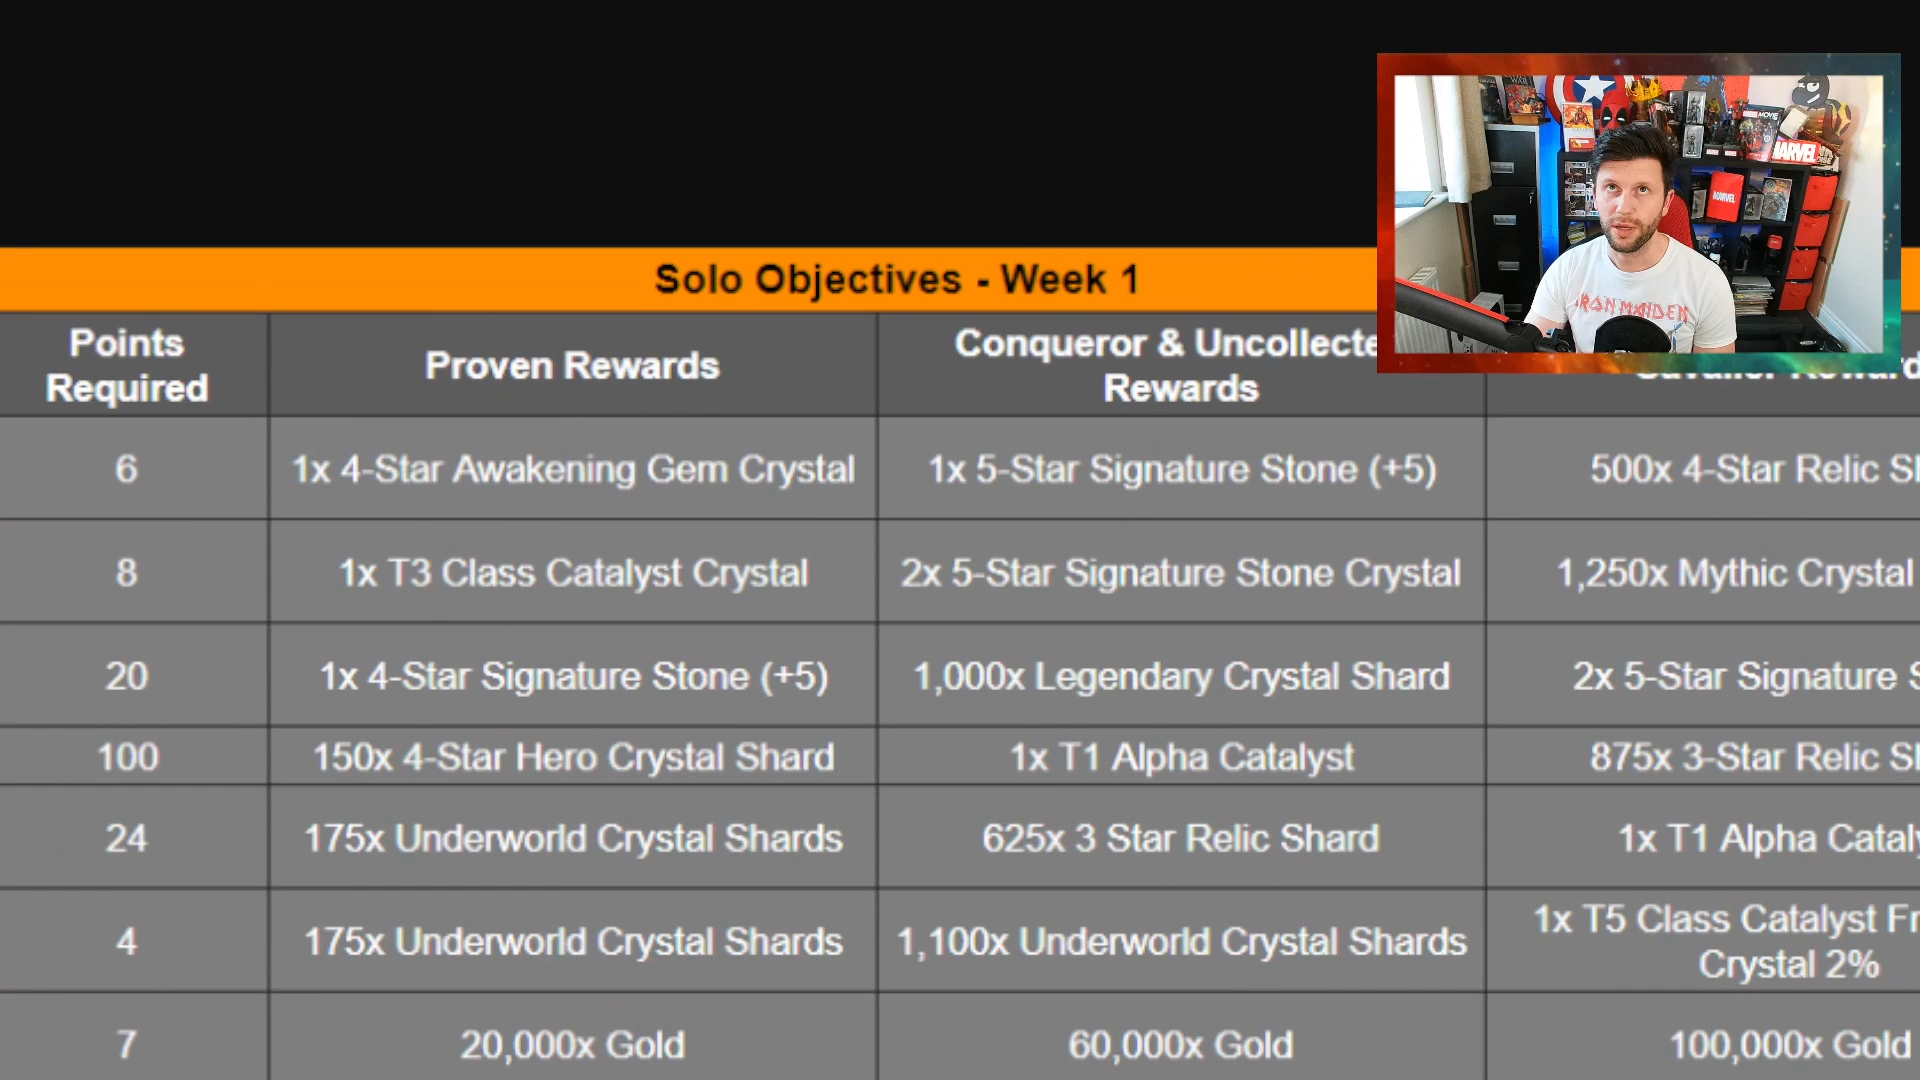 Solo Objectives - Week 1
Points
Required
Proven Rewards
Conqueror & Uncollecte
Rewards
6
1x 4-Star Awakening Gem Crystal
1x 5-Star Signature Stone (+5)
500x 4-Star Relic
8
1x T3 Class Catalyst Crystal
2x 5-Star Signature Stone Crystal
1,250x Mythic Crystal
20
1x 4-Star Signature Stone (+5)
1,000x Legendary Crystal Shard
2x 5-Star Signature
100
150x 4-Star Hero Crystal Shard
1x T1 Alpha Catalyst
875x 3-Star Relic
24
175x Underworld Crystal Shards
625x 3 Star Relic Shard
1x T1 Alpha Cataly
4
175x Underworld Crystal Shards
1,100x Underworld Crystal Shards
1x T5 Class Catalyst Fr
Crystal 2%
7
20,000x Gold
60,000x Gold
100,000x Gold
MARVEL
MARVEL
IRON MAIDEN